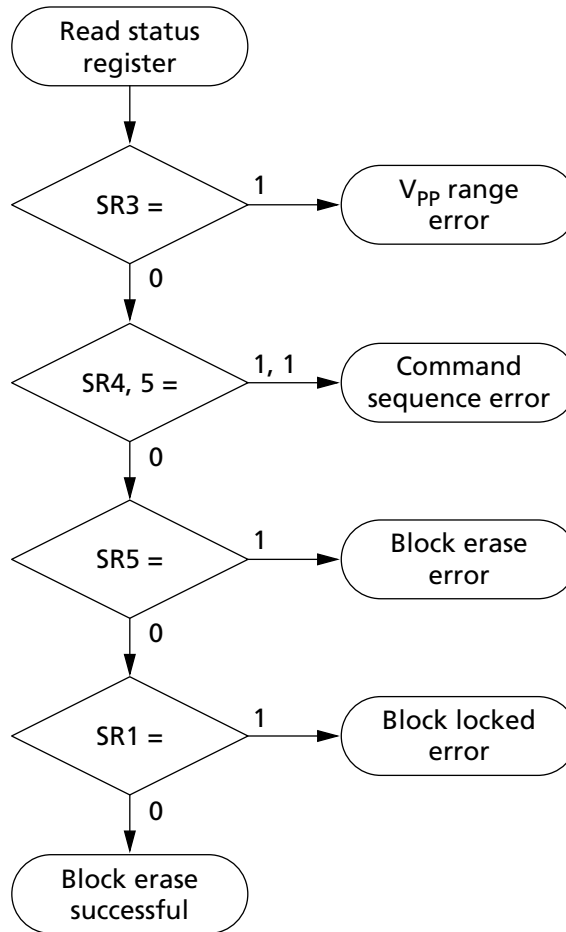 Read status
register
SR3 =
1
V_PP range
error
0
SR4, 5 =
1, 1
Command
sequence error
0
SR5 =
1
Block erase
error
0
SR1 =
1
Block locked
error
0
Block erase
successful